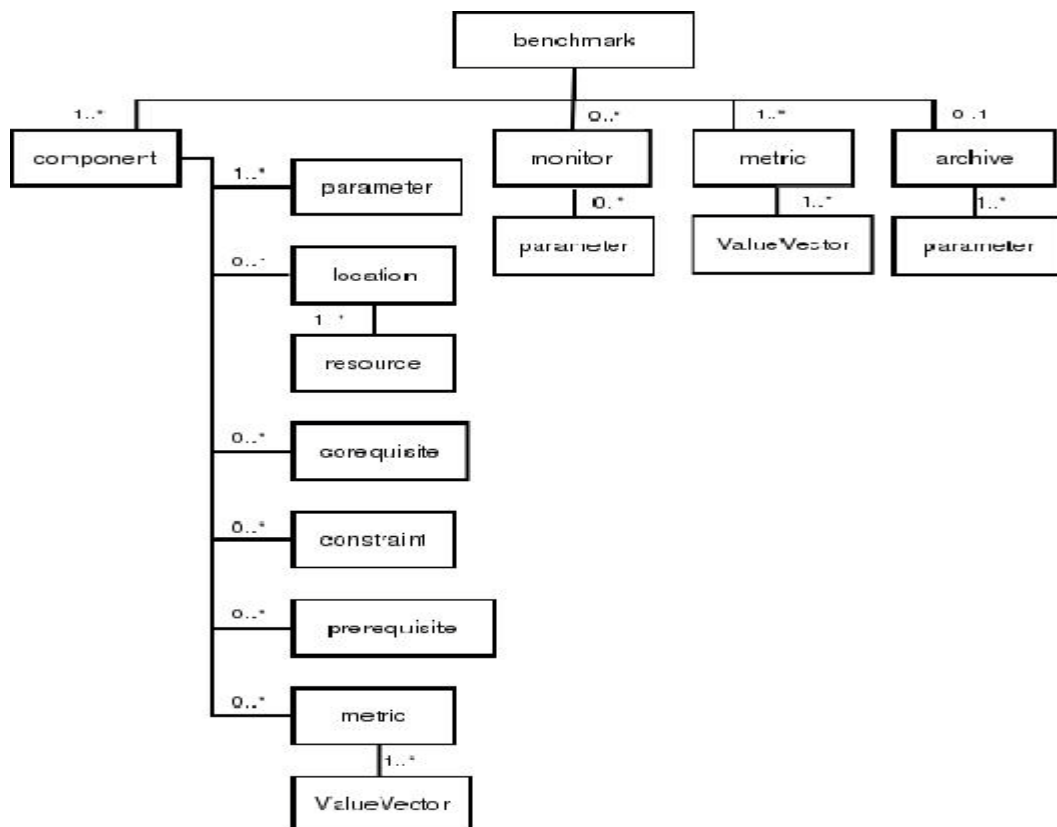 benchmark
1..*
0..*
1..*
0..1
component
monitor
metric
archive
1..*
parameter
0..*
1..*
1..*
parameter
ValueVector
parameter
0..*
location
1..*
resource
0..*
corequisite
0..*
constraint
0..*
prerequisite
0..*
metric
1..*
ValueVector